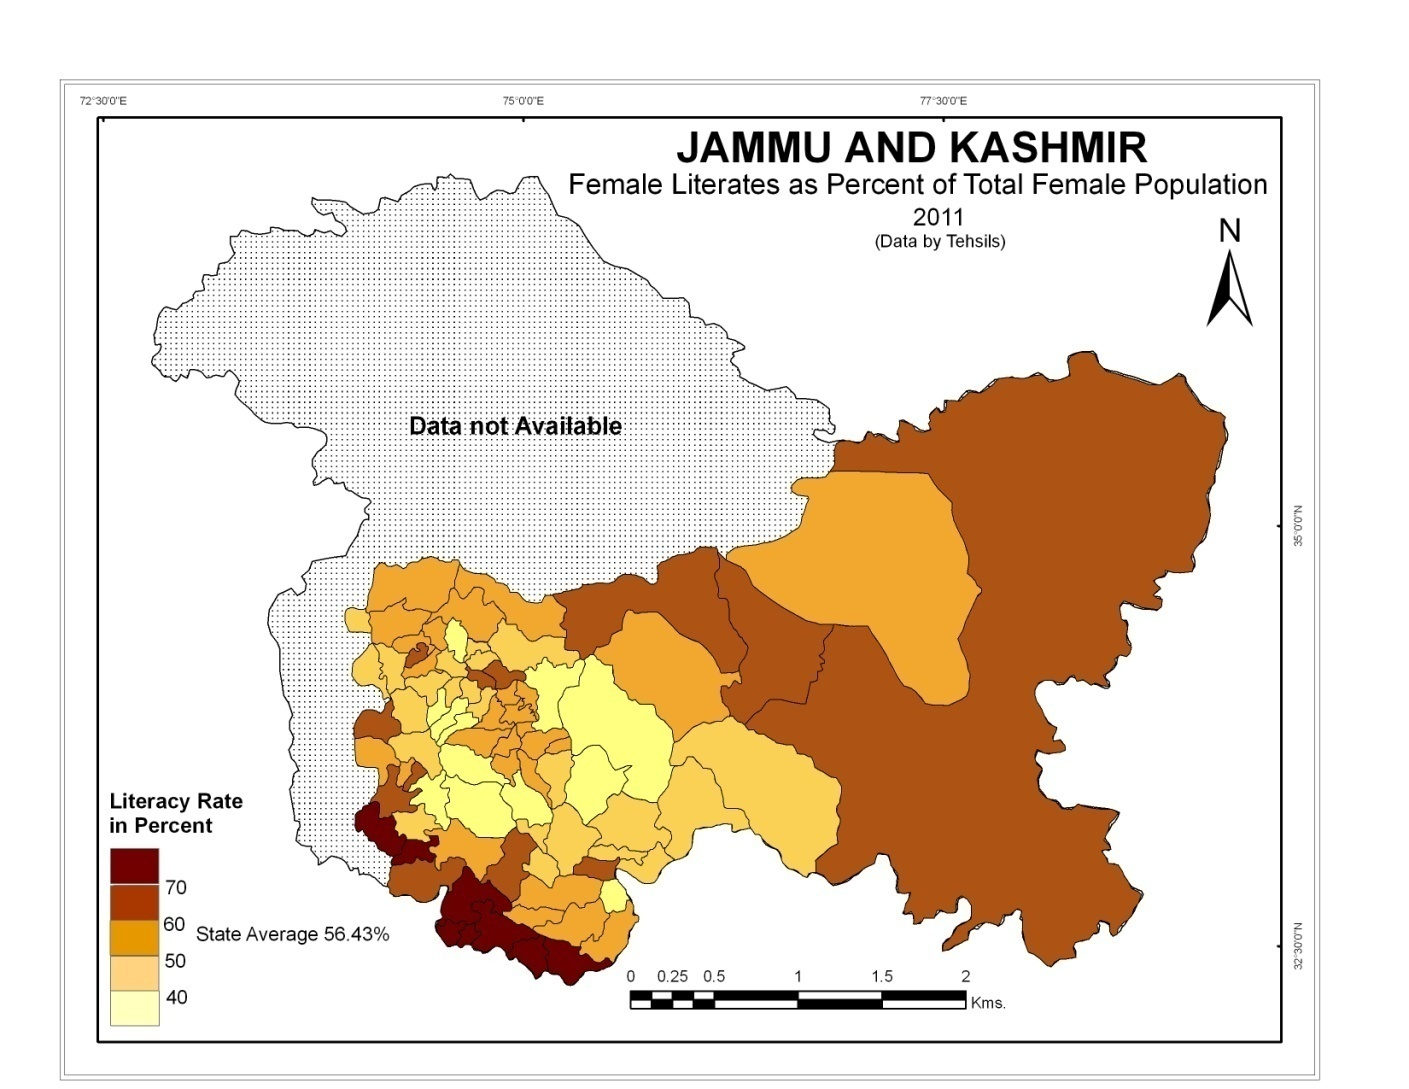 72°30'0"E 75°0'0"E 77°30'0"E
JAMMU AND KASHMIR
Female Literates as Percent of Total Female Population
2011
(Data by Tehsils)
N
Data not Available
35°0'0"N
Literacy Rate
in Percent
70
60
State Average 56.43%
50
40
32°30'0"N
0 0.25 0.5 1 1.5 2
Kms.